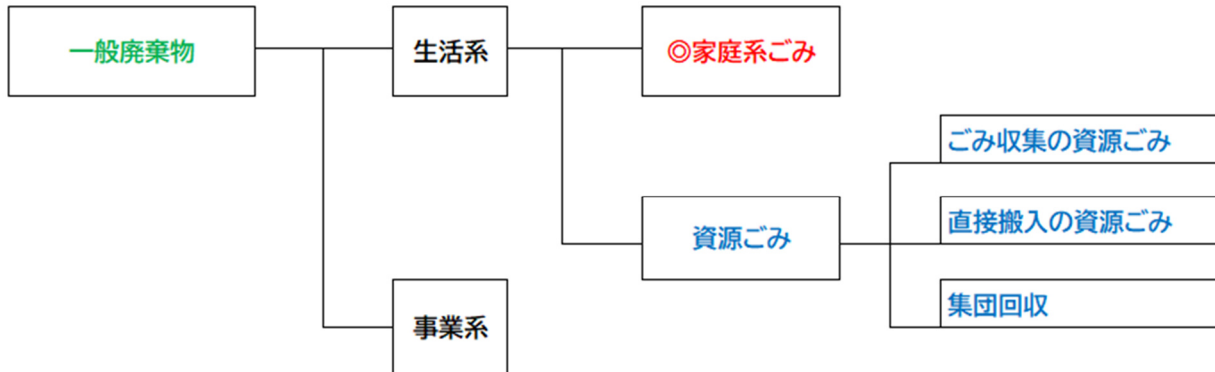 一般廃棄物
生活系
◎家庭系ごみ
ごみ収集の資源ごみ
直接搬入の資源ごみ
資源ごみ
集団回収
事業系